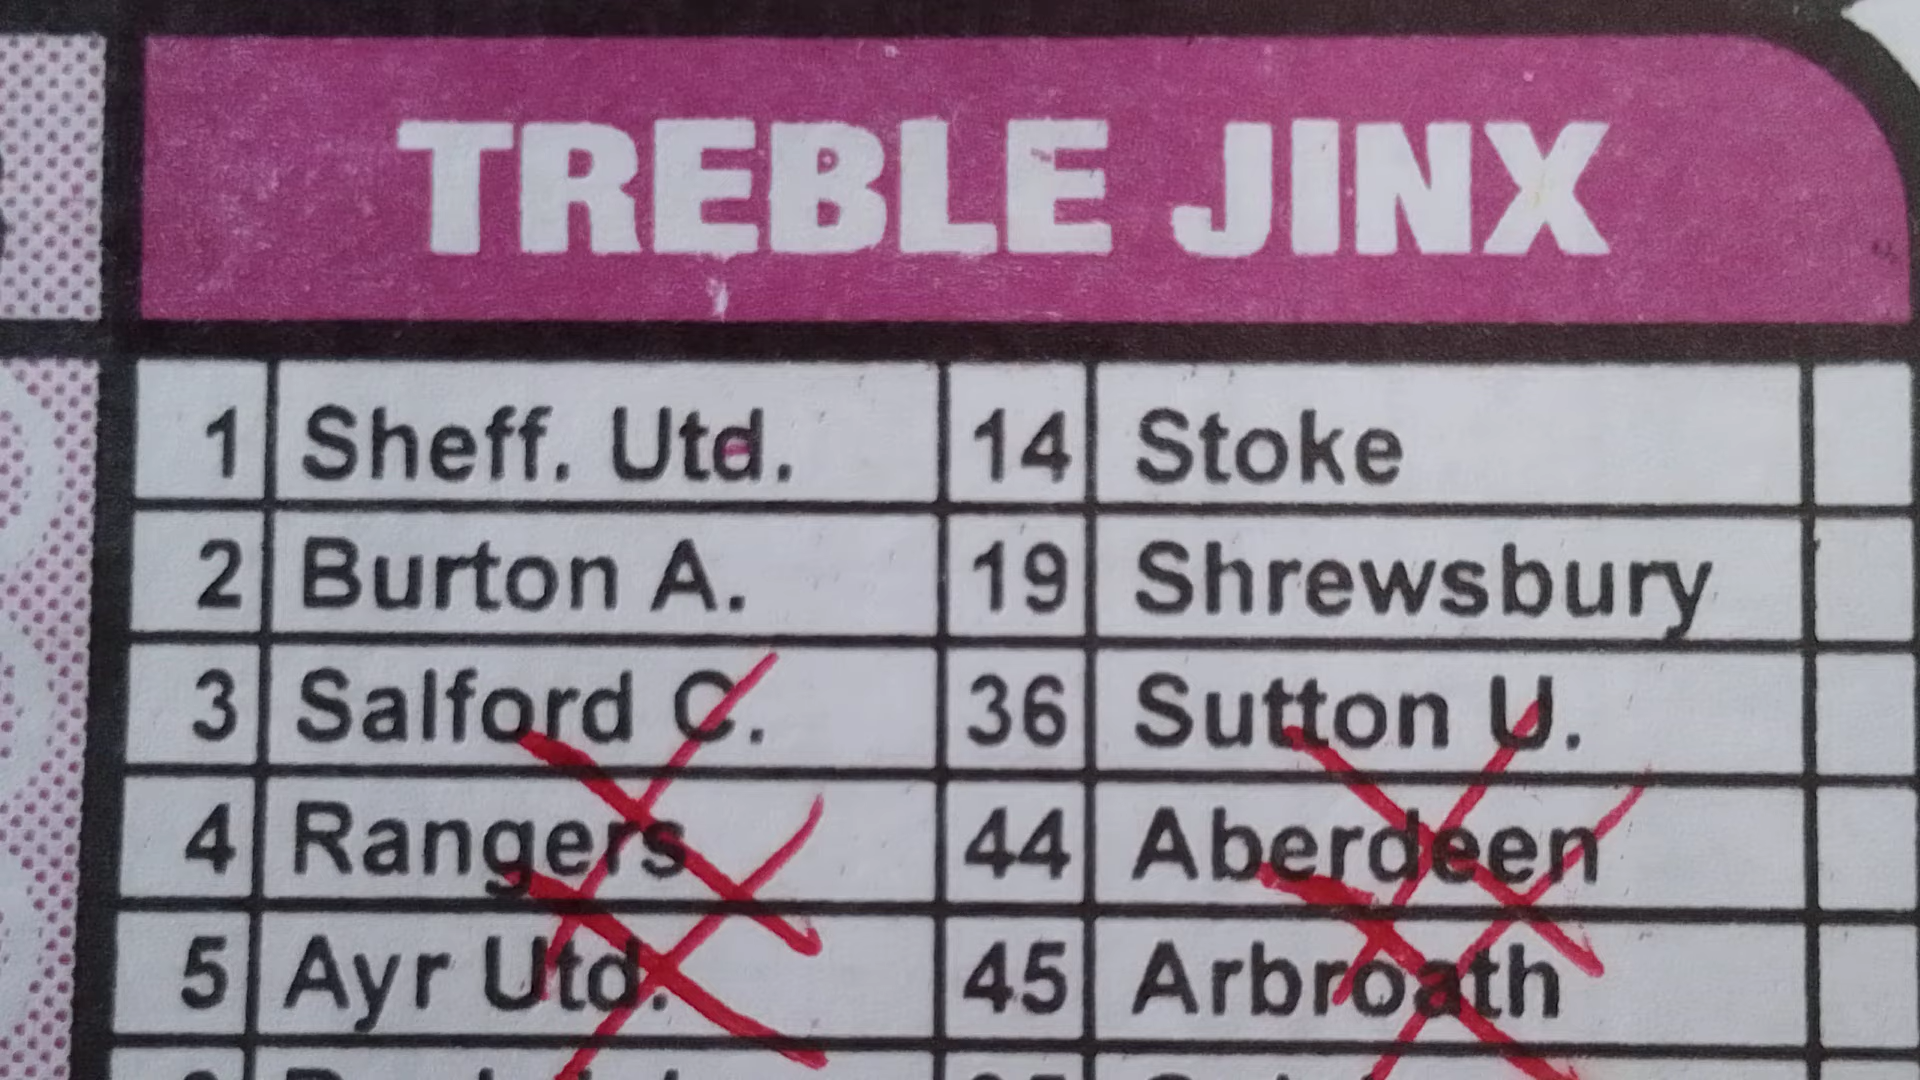 TREBLE JINX
1 Sheff. Utd. 14 Stoke
2 Burton A. 19 Shrewsbury
3 Salford C. 36 Sutton U.
4 Rangers 44 Aberdeen
5 Ayr Utd. 45 Arbroath